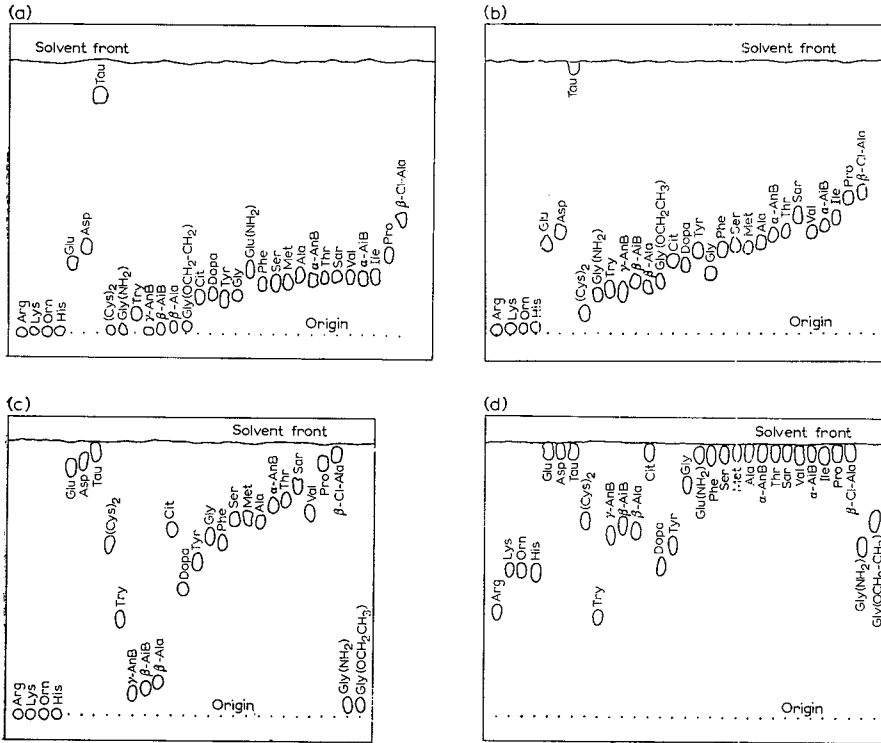 (a)
Solvent front
Tau
Glu
Asp
Arg
Lys
Orn
His
(Cys)2
Gly(NH2)
Try
γ-AnB
β-AiB
β-Ala
Gly(OCH2-CH2)
Cit
Dopa
Tyr
Gly
Glu(NH2)
Phe
Ser
Met
Ala
α-AnB
Thr
Sar
Val
α-AiB
Ile
Pro
β-Cl-Ala
Origin
(b)
Solvent front
Tau
Glu
Asp
Arg
Lys
Orn
His
(Cys)2
Gly(NH2)
Try
γ-AnB
β-AiB
β-Ala
Gly(OCH2CH3)
Cit
Dopa
Tyr
Gly
Phe
Ser
Met
Ala
α-AnB
Thr
Sar
Val
α-AiB
Ile
Pro
β-Cl-Ala
Origin
(c)
Solvent front
Glu
Asp
Tau
Arg
Lys
Orn
His
(Cys)2
Try
γ-AnB
β-AiB
β-Ala
Cit
Dopa
Tyr
Gly
Phe
Ser
Met
Ala
α-AnB
Thr
Sar
Val
Pro
β-Cl-Ala
Gly(NH2)
Gly(OCH2CH3)
Origin
(d)
Solvent front
Arg
Lys
Orn
His
Glu
Asp
Tau
(Cys)2
Try
γ-AnB
β-AiB
β-Ala
Cit
Dopa
Tyr
Gly
Glu(NH2)
Phe
Ser
Met
Ala
α-AnB
Thr
Sar
Val
α-AiB
Ile
Pro
β-Cl-Ala
Gly(NH2)
Gly(OCH2-CH3)
Origin